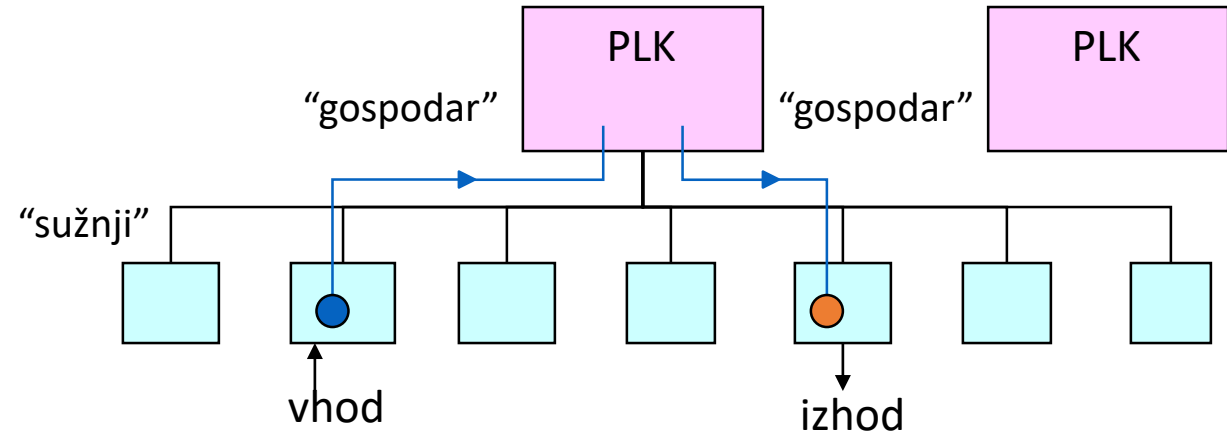 PLK
PLK
“gospodar”
“gospodar”
“sužnji”
vhod
izhod